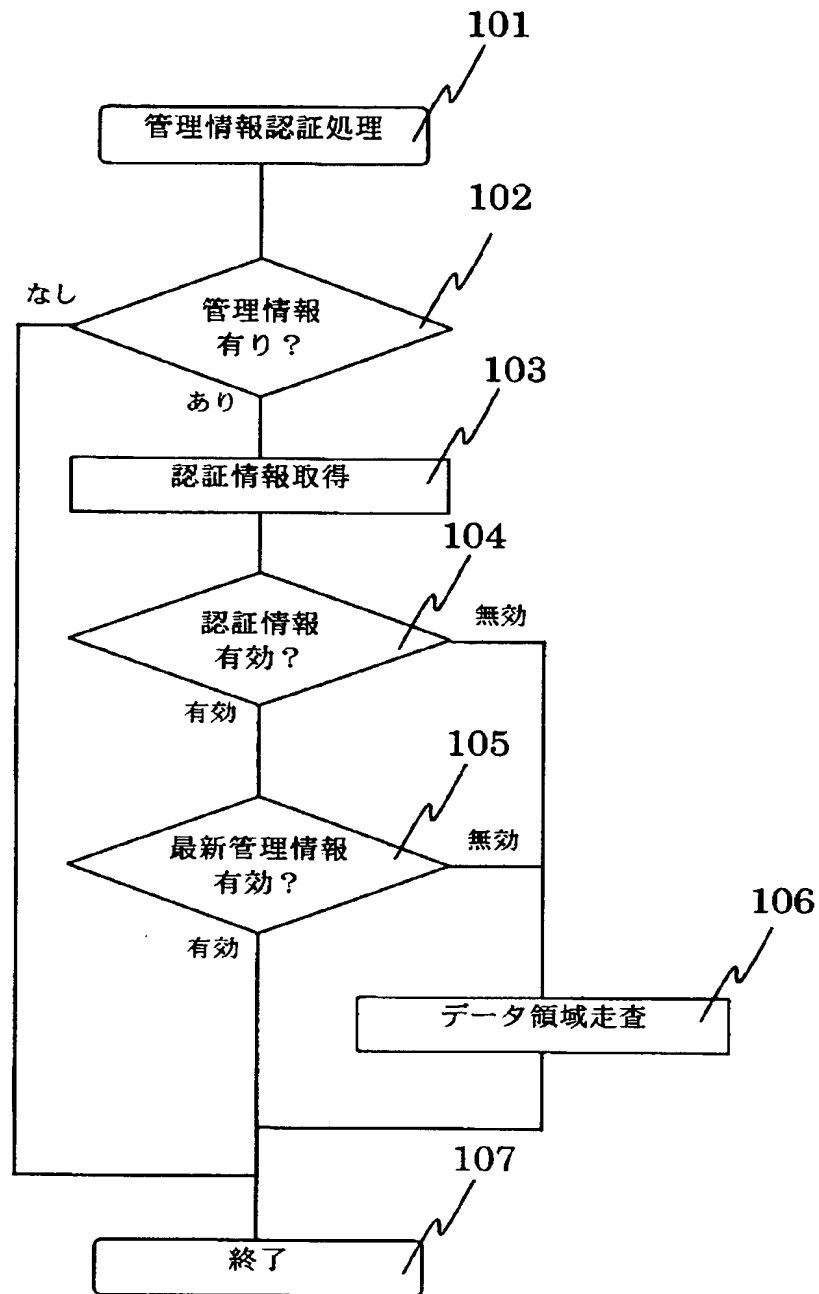 101
管理情報認証処理
102
なし
管理情報
有り？
あり
103
認証情報取得
104
認証情報
有効？
無効
有効
105
最新管理情報
有効？
無効
有効
106
データ領域走査
107
終了